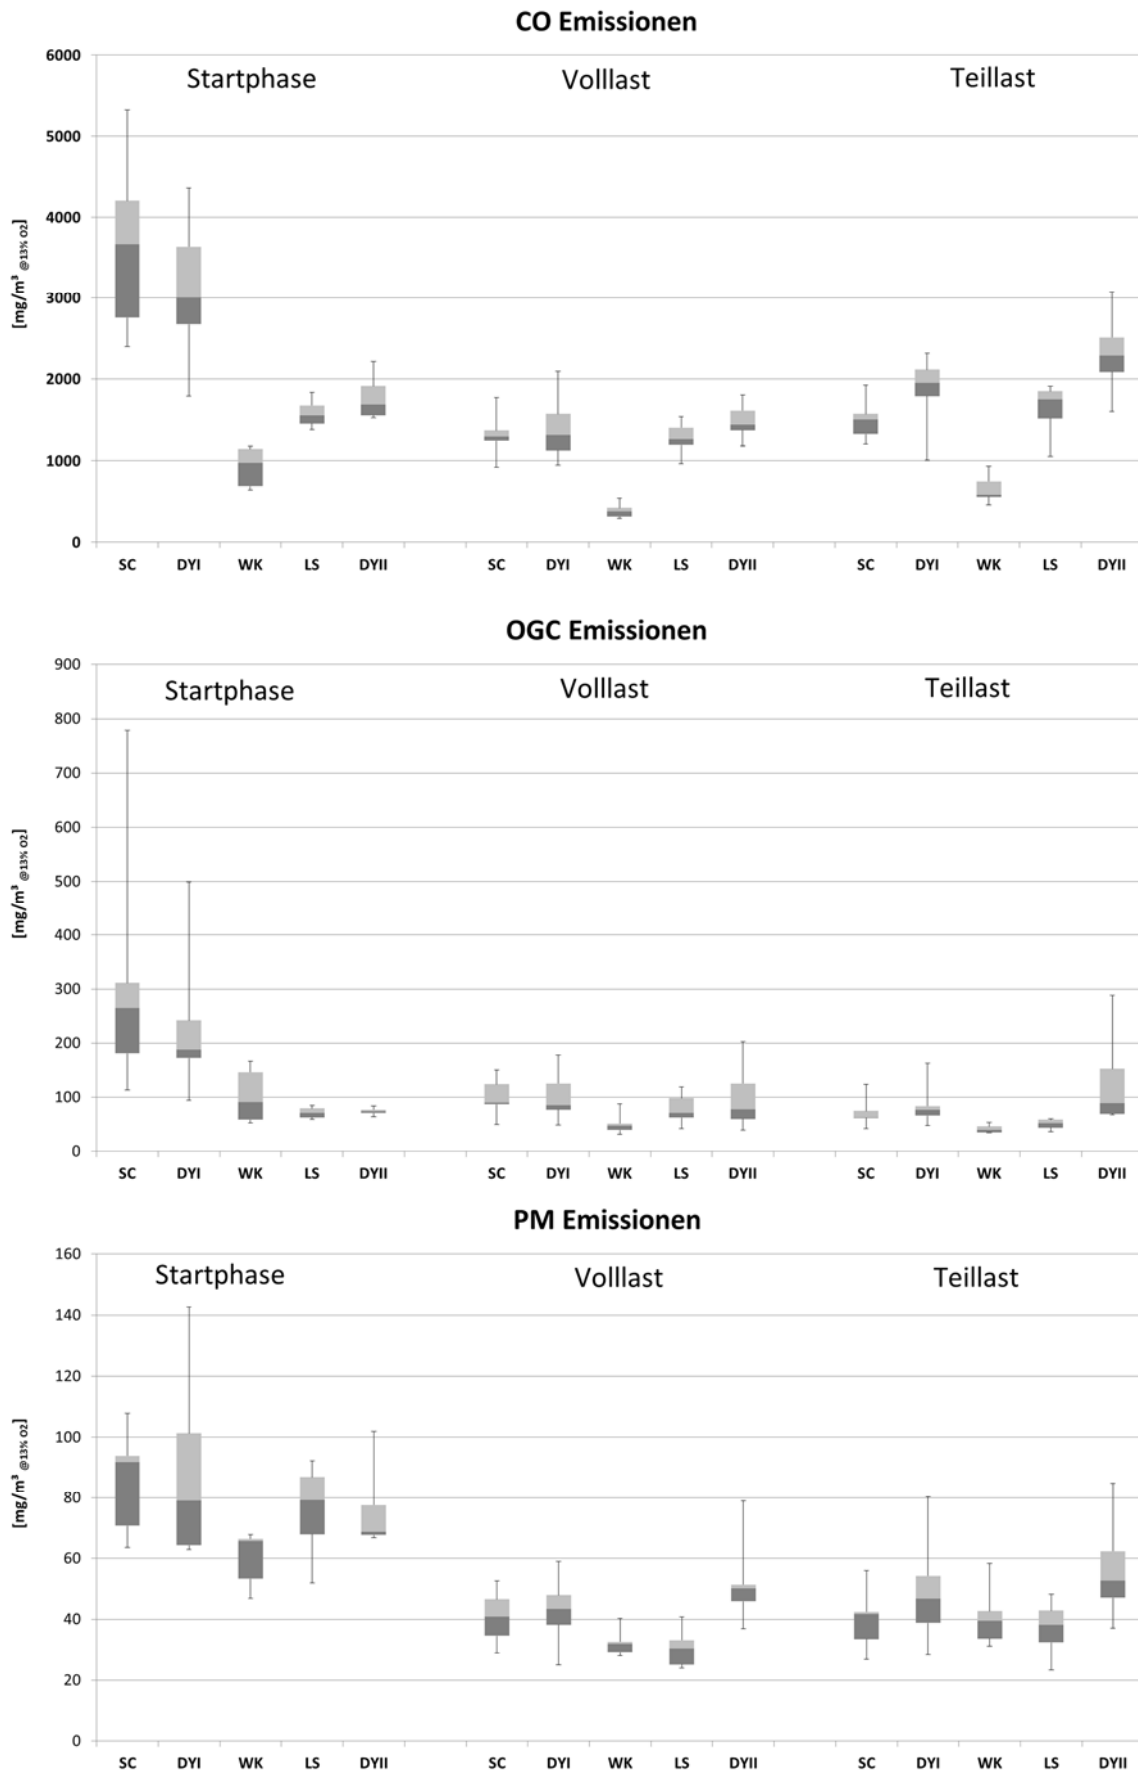 CO Emissionen
6000
Startphase
Volllast
Teillast
5000
4000
[mg/m³ @13% O2]
3000
2000
1000
0
SC DYI WK LS DYII SC DYI WK LS DYII SC DYI WK LS DYII
OGC Emissionen
900
Startphase
Volllast
Teillast
800
700
600
[mg/m³ @13% O2]
500
400
300
200
100
0
SC DYI WK LS DYII SC DYI WK LS DYII SC DYI WK LS DYII
PM Emissionen
160
Startphase
Volllast
Teillast
140
120
100
[mg/m³ @13% O2]
80
60
40
20
0
SC DYI WK LS DYII SC DYI WK LS DYII SC DYI WK LS DYII